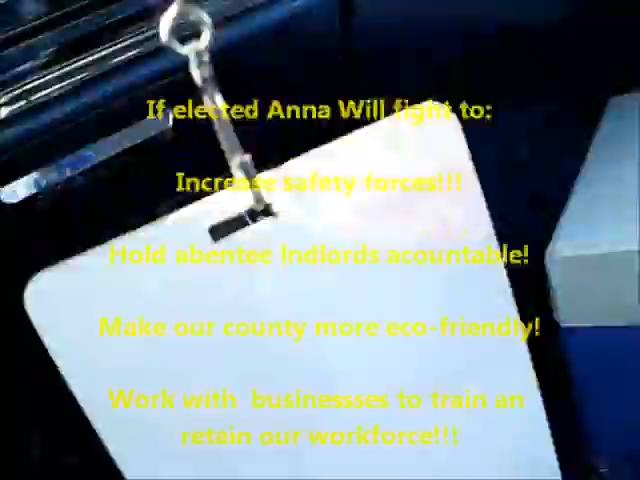 If elected Anna Will fight to:
Increase safety forces!!!
Hold abentee lndlords acountable!
Make our county more eco-friendly!
Work with businessses to train an
retain our workforce!!!